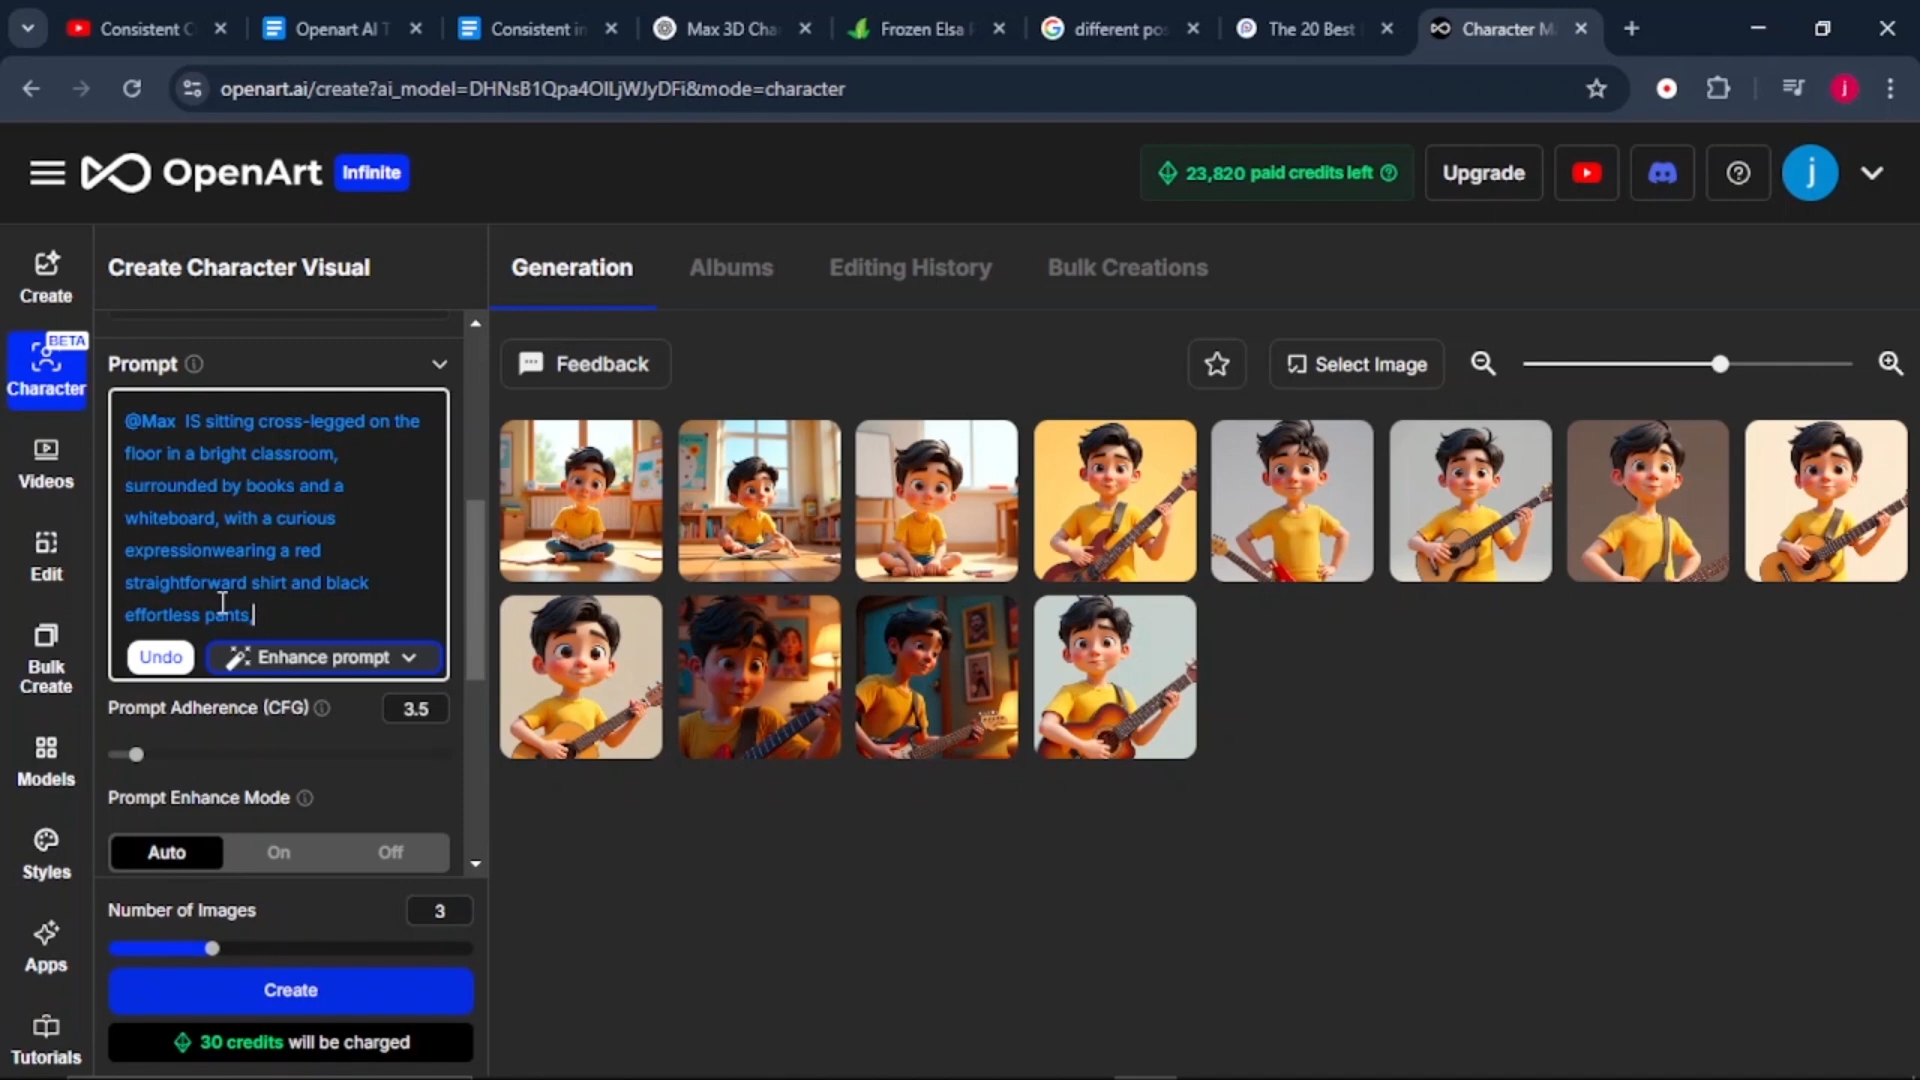 Consistent C
Openart AI T
Consistent in
Max 3D Cha
Frozen Elsa F
different pos
The 20 Best
Character M
openart.ai/create?ai_model=DHNsB1Qpa4OlLjWJyDFi&mode=character
j
OpenArt
Infinite
23,820 paid credits left
Upgrade
j
Create
BETA
Character
Videos
Edit
Bulk
Create
Models
Styles
Apps
Tutorials
Create Character Visual
Prompt
@Max IS sitting cross-legged on the
floor in a bright classroom,
surrounded by books and a
whiteboard, with a curious
expressionwearing a red
straightforward shirt and black
effortless pants,
Undo
Enhance prompt
Prompt Adherence (CFG)
3.5
Prompt Enhance Mode
Auto
On
Off
Number of Images
3
Create
30 credits will be charged
Generation
Albums
Editing History
Bulk Creations
Feedback
Select Image